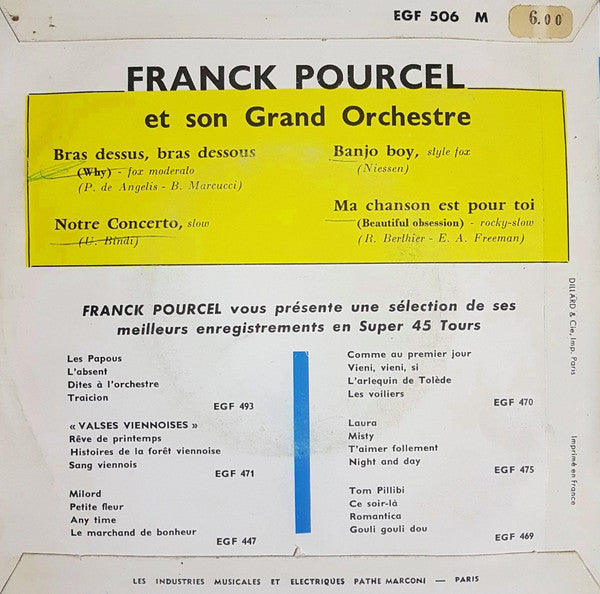 EGF 506 M
6.00
FRANCK POURCEL
et son Grand Orchestre
Bras dessus, bras dessous
(Why) - fox moderato
(P. de Angelis - B. Marcucci)
Notre Concerto, slow
(U. Bindi)
Banjo boy, style fox
(Niessen)
Ma chanson est pour toi
(Beautiful obsession) - rocky-slow
(R. Berthier - E. A. Freeman)
FRANCK POURCEL vous présente une sélection de ses
meilleurs enregistrements en Super 45 Tours
Les Papous
L'absent
Dites à l'orchestre
Traicion
EGF 493
« VALSES VIENNOISES »
Rêve de printemps
Histoires de la forêt viennoise
Sang viennois
EGF 471
Milord
Petite fleur
Any time
Le marchand de bonheur
EGF 447
Comme au premier jour
Vieni, vieni, si
L'arlequin de Tolède
Les voiliers
EGF 470
Laura
Misty
T'aimer follement
Night and day
EGF 475
Tom Pillibi
Ce soir-là
Romantica
Gouli gouli dou
EGF 469
DILLARD & Cie, Imp. Paris
Imprimé en France
LES INDUSTRIES MUSICALES ET ELECTRIQUES PATHE MARCONI — PARIS